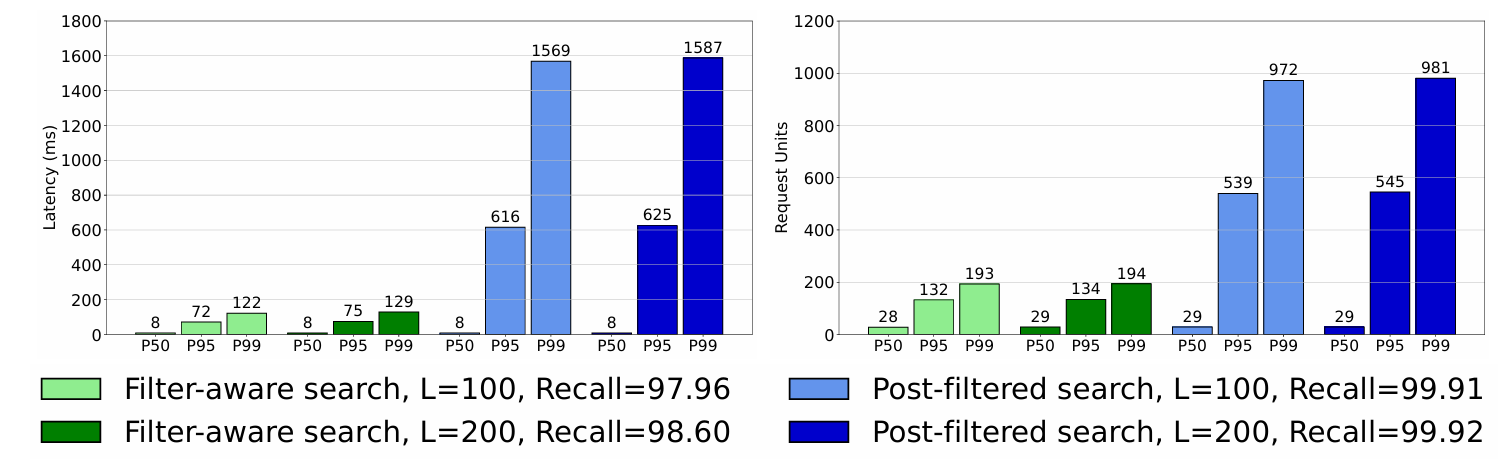 1800
1600
1400
1200
1000
800
600
400
200
0
Latency (ms)
8 72 122 8 75 129 8 616 1569 8 625 1587
P50 P95 P99 P50 P95 P99 P50 P95 P99 P50 P95 P99
1200
1000
800
600
400
200
0
Request Units
28 132 193 29 134 194 29 539 972 29 545 981
P50 P95 P99 P50 P95 P99 P50 P95 P99 P50 P95 P99
Filter-aware search, L=100, Recall=97.96
Filter-aware search, L=200, Recall=98.60
Post-filtered search, L=100, Recall=99.91
Post-filtered search, L=200, Recall=99.92